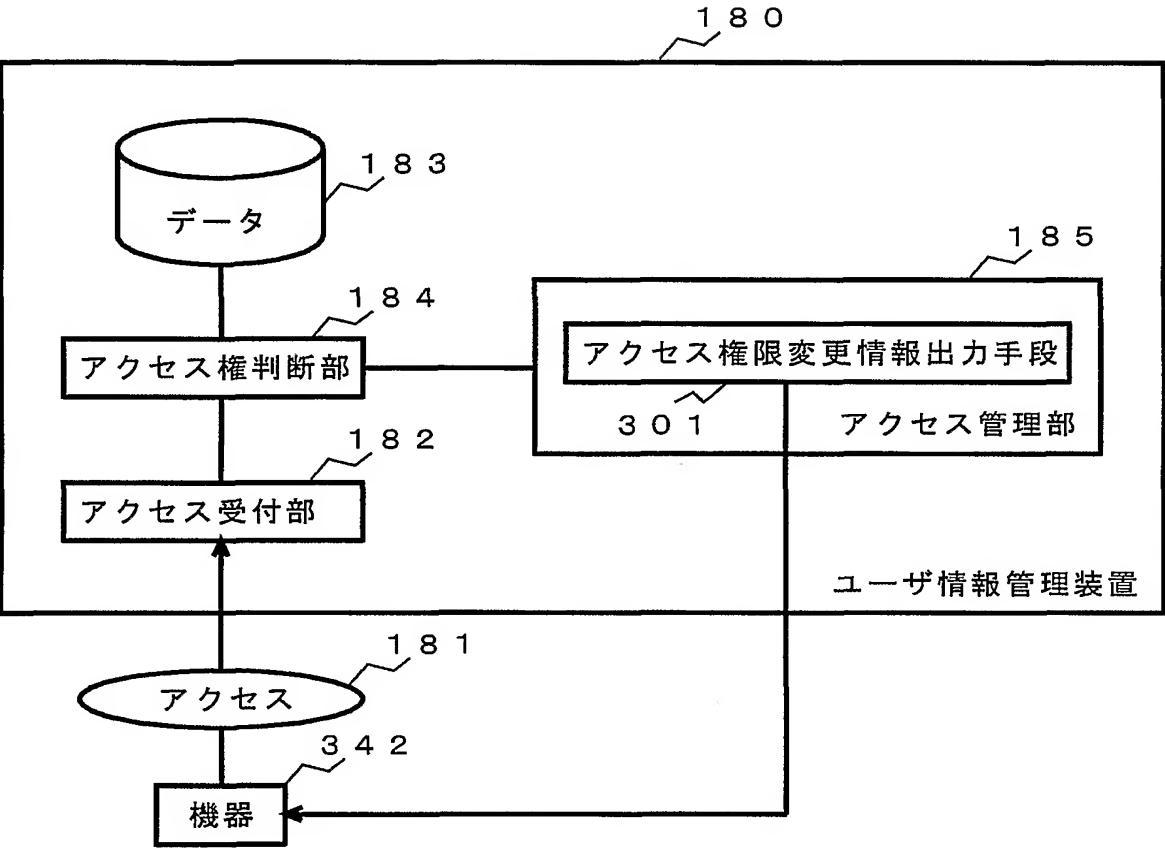 １８０
１８３
データ
１８５
１８４
アクセス権限変更情報出力手段
アクセス権判断部
３０１
アクセス管理部
１８２
アクセス受付部
ユーザ情報管理装置
１８１
アクセス
３４２
機器